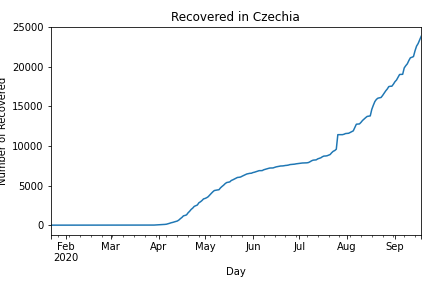 Recovered in Czechia
Number of Recovered
25000
20000
15000
10000
5000
0
Feb
2020
Mar
Apr
May
Jun
Jul
Aug
Sep
Day